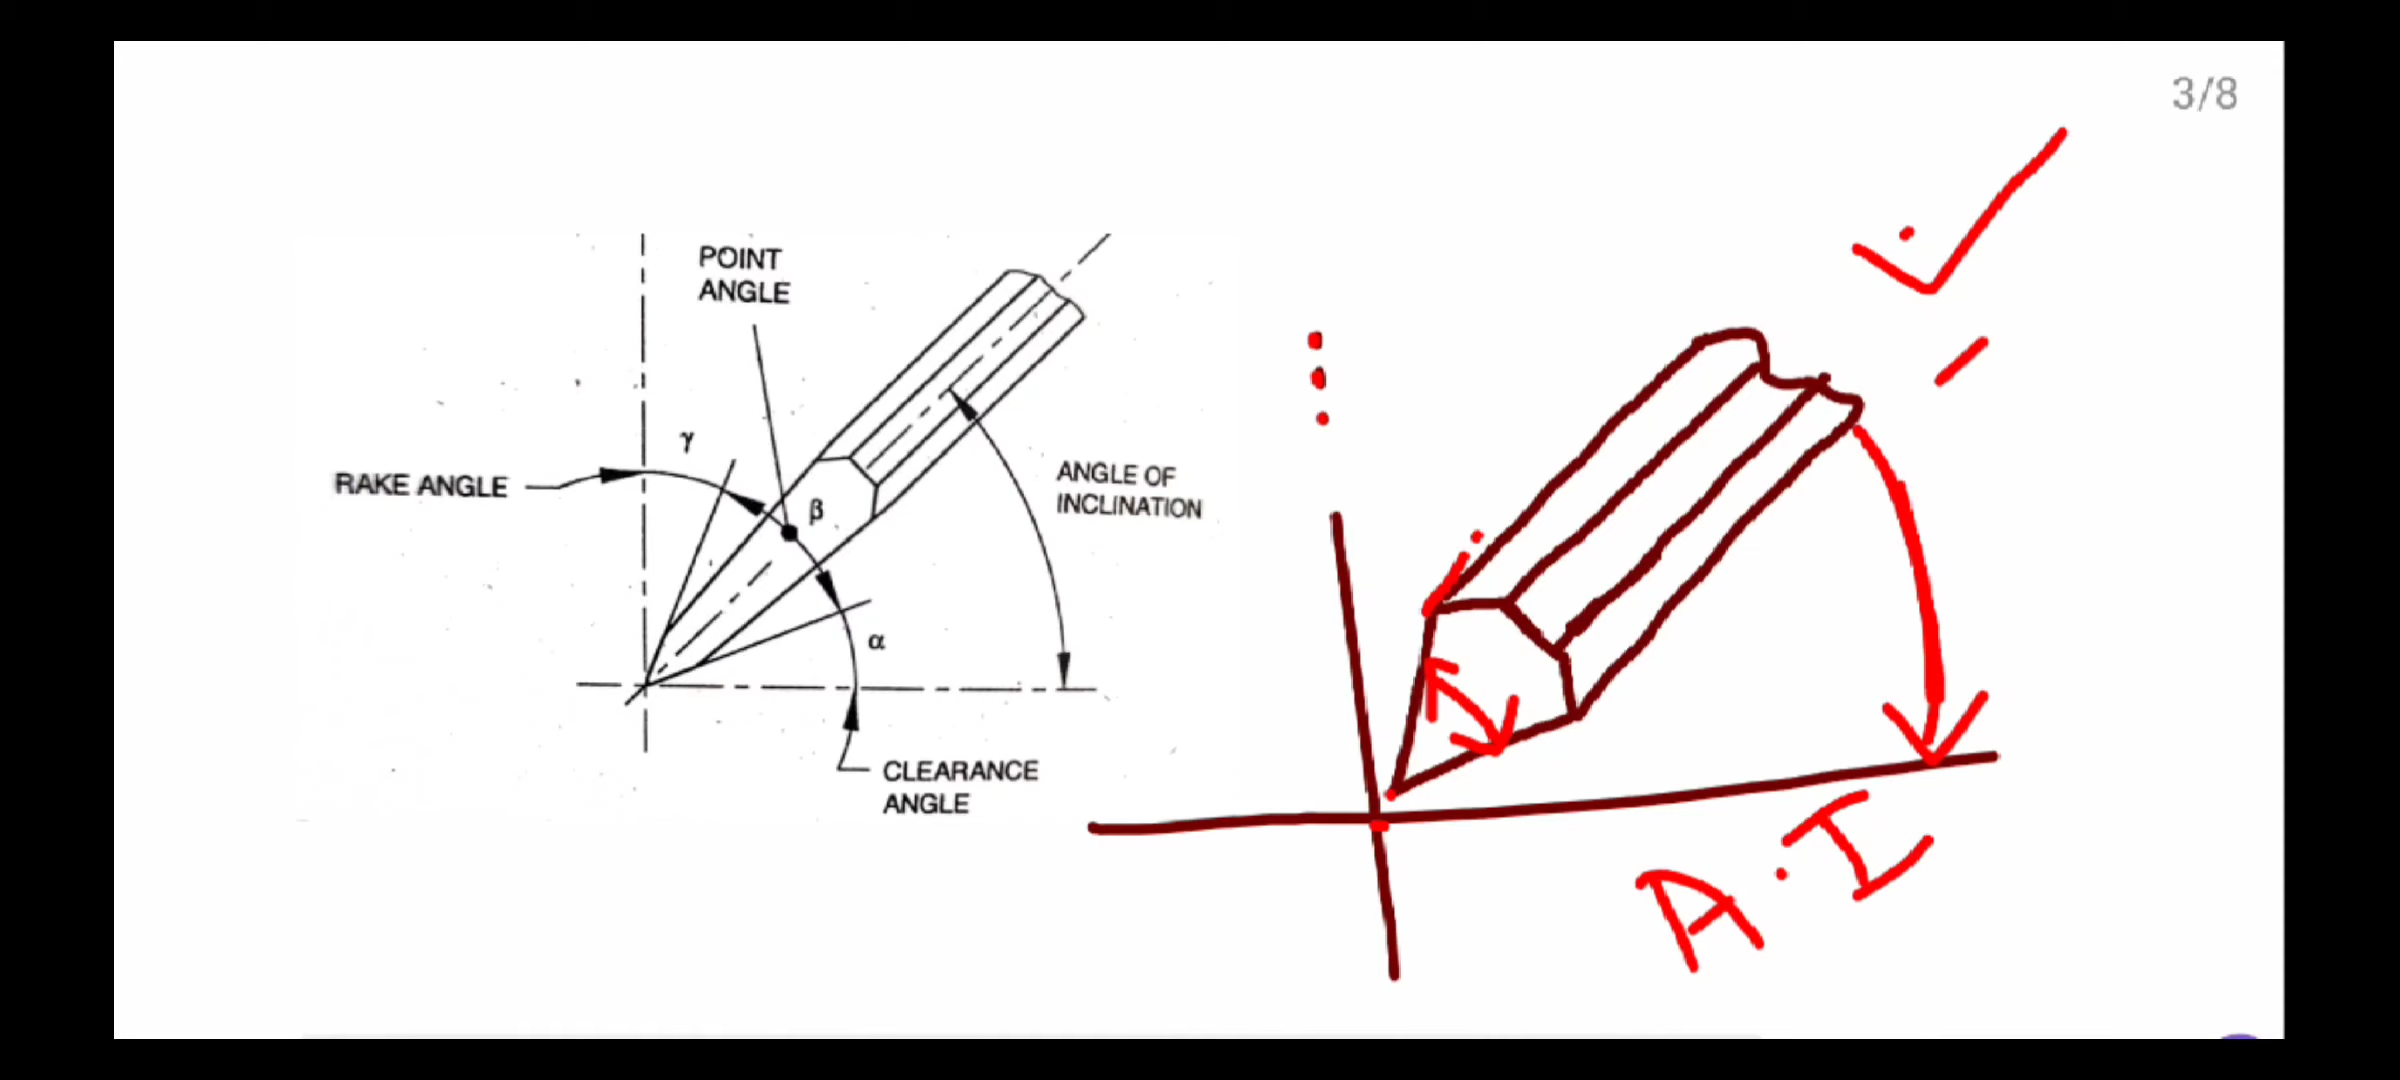 3/8
POINT
ANGLE
γ
RAKE ANGLE
β
ANGLE OF
INCLINATION
α
CLEARANCE
ANGLE
A.I